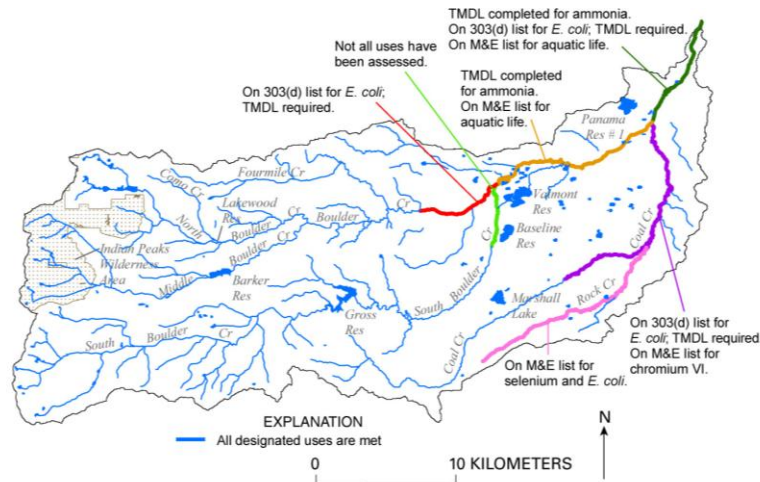 TMDL completed for ammonia.
On 303(d) list for E. coli; TMDL required.
On M&E list for aquatic life.
Not all uses have
been assessed.
TMDL completed
for ammonia.
On M&E list for
aquatic life.
On 303(d) list for E. coli;
TMDL required.
Panama
Res # 1
Fourmile Cr
Como Cr
Lakewood
Res
North Boulder Cr
Boulder Cr
Valmont
Res
Baseline
Res
Indian Peaks
Wilderness
Area
Middle Boulder Cr
Barker
Res
Gross
Res
South Boulder Cr
Coal Cr
Rock Cr
Marshall
Lake
South Boulder Cr
Coal Cr
On 303(d) list for
E. coli; TMDL required
On M&E list for
chromium VI.
On M&E list for
selenium and E. coli.
EXPLANATION
All designated uses are met
N
0 10 KILOMETERS